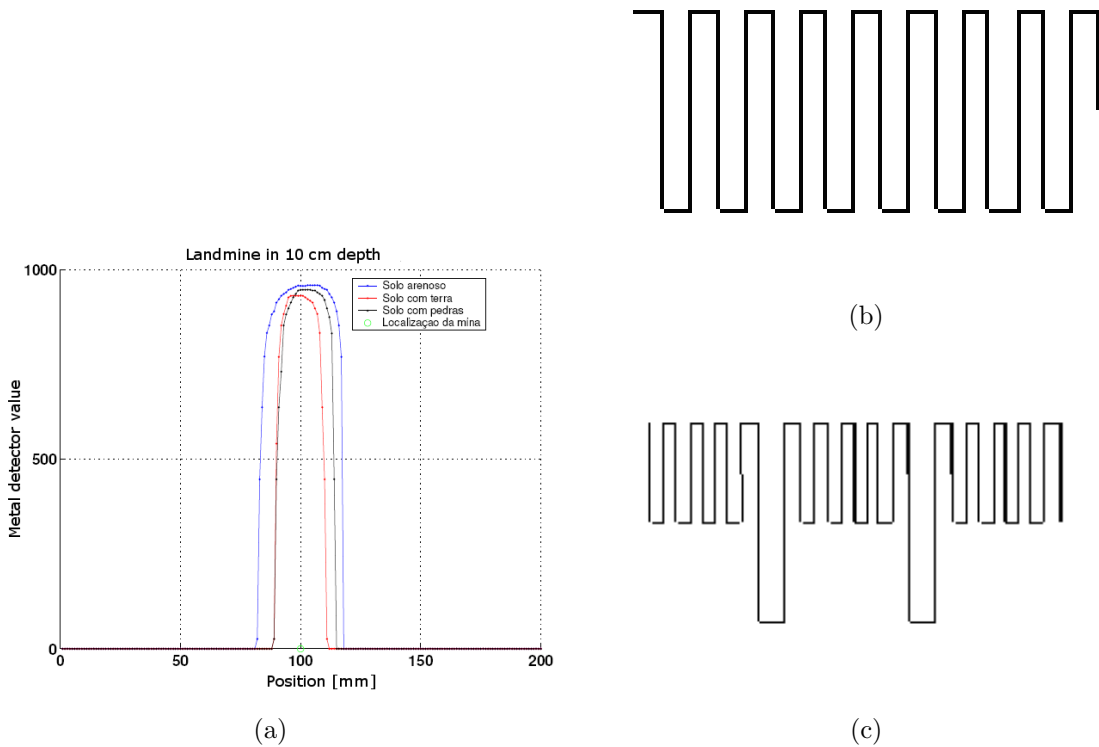 Landmine in 10 cm depth
1000
500
0
Metal detector value
Solo arenoso
Solo com terra
Solo com pedras
Localizaçao da mina
0 50 100 150 200
Position [mm]
(a)
(b)
(c)